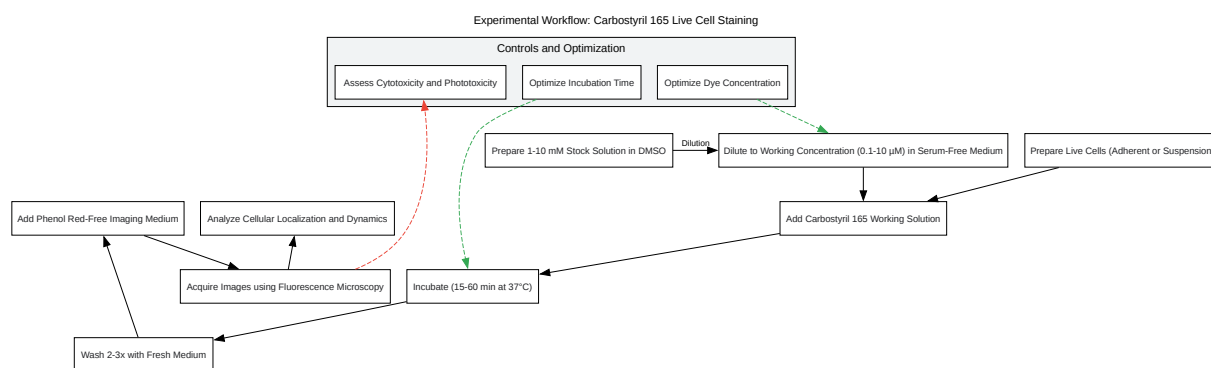 Experimental Workflow: Carbostyril 165 Live Cell Staining
Controls and Optimization
Assess Cytotoxicity and Phototoxicity
Optimize Incubation Time
Optimize Dye Concentration
Prepare 1-10 mM Stock Solution in DMSO
Dilution
Dilute to Working Concentration (0.1-10 µM) in Serum-Free Medium
Prepare Live Cells (Adherent or Suspension
Add Phenol Red-Free Imaging Medium
Analyze Cellular Localization and Dynamics
Add Carbostyril 165 Working Solution
Acquire Images using Fluorescence Microscopy
Incubate (15-60 min at 37°C)
Wash 2-3x with Fresh Medium